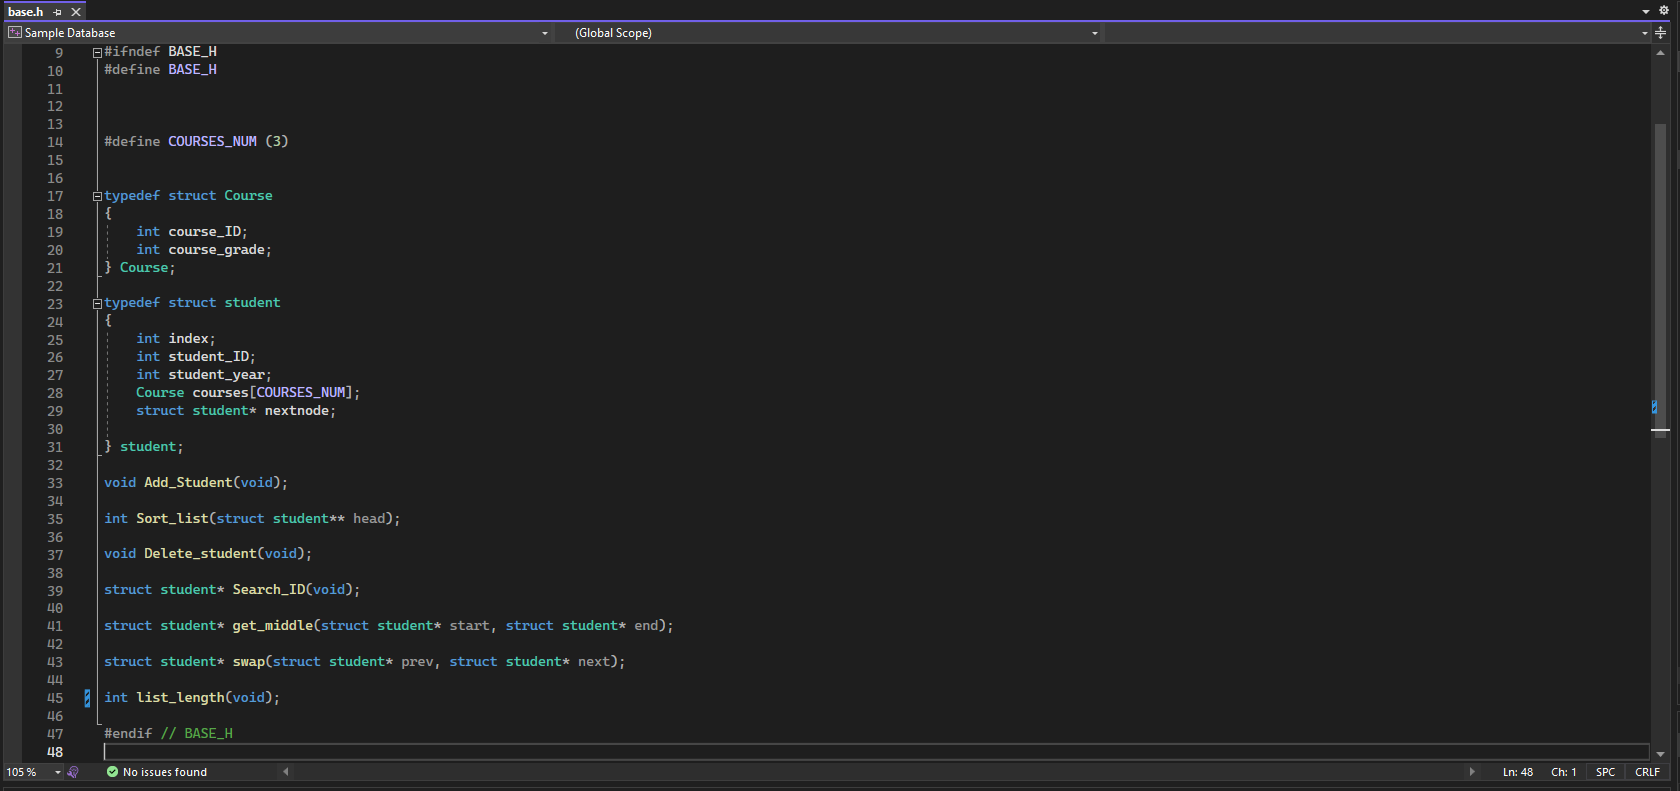 base.h
Sample Database (Global Scope)
9 #ifndef BASE_H
10 #define BASE_H
11
12
13
14 #define COURSES_NUM (3)
15
16
17 typedef struct Course
18 {
19 int course_ID;
20 int course_grade;
21 } Course;
22
23 typedef struct student
24 {
25 int index;
26 int student_ID;
27 int student_year;
28 Course courses[COURSES_NUM];
29 struct student* nextnode;
30
31 } student;
32
33 void Add_Student(void);
34
35 int Sort_list(struct student** head);
36
37 void Delete_student(void);
38
39 struct student* Search_ID(void);
40
41 struct student* get_middle(struct student* start, struct student* end);
42
43 struct student* swap(struct student* prev, struct student* next);
44
45 int list_length(void);
46
47 #endif // BASE_H
48
105 % No issues found Ln: 48 Ch: 1 SPC CRLF